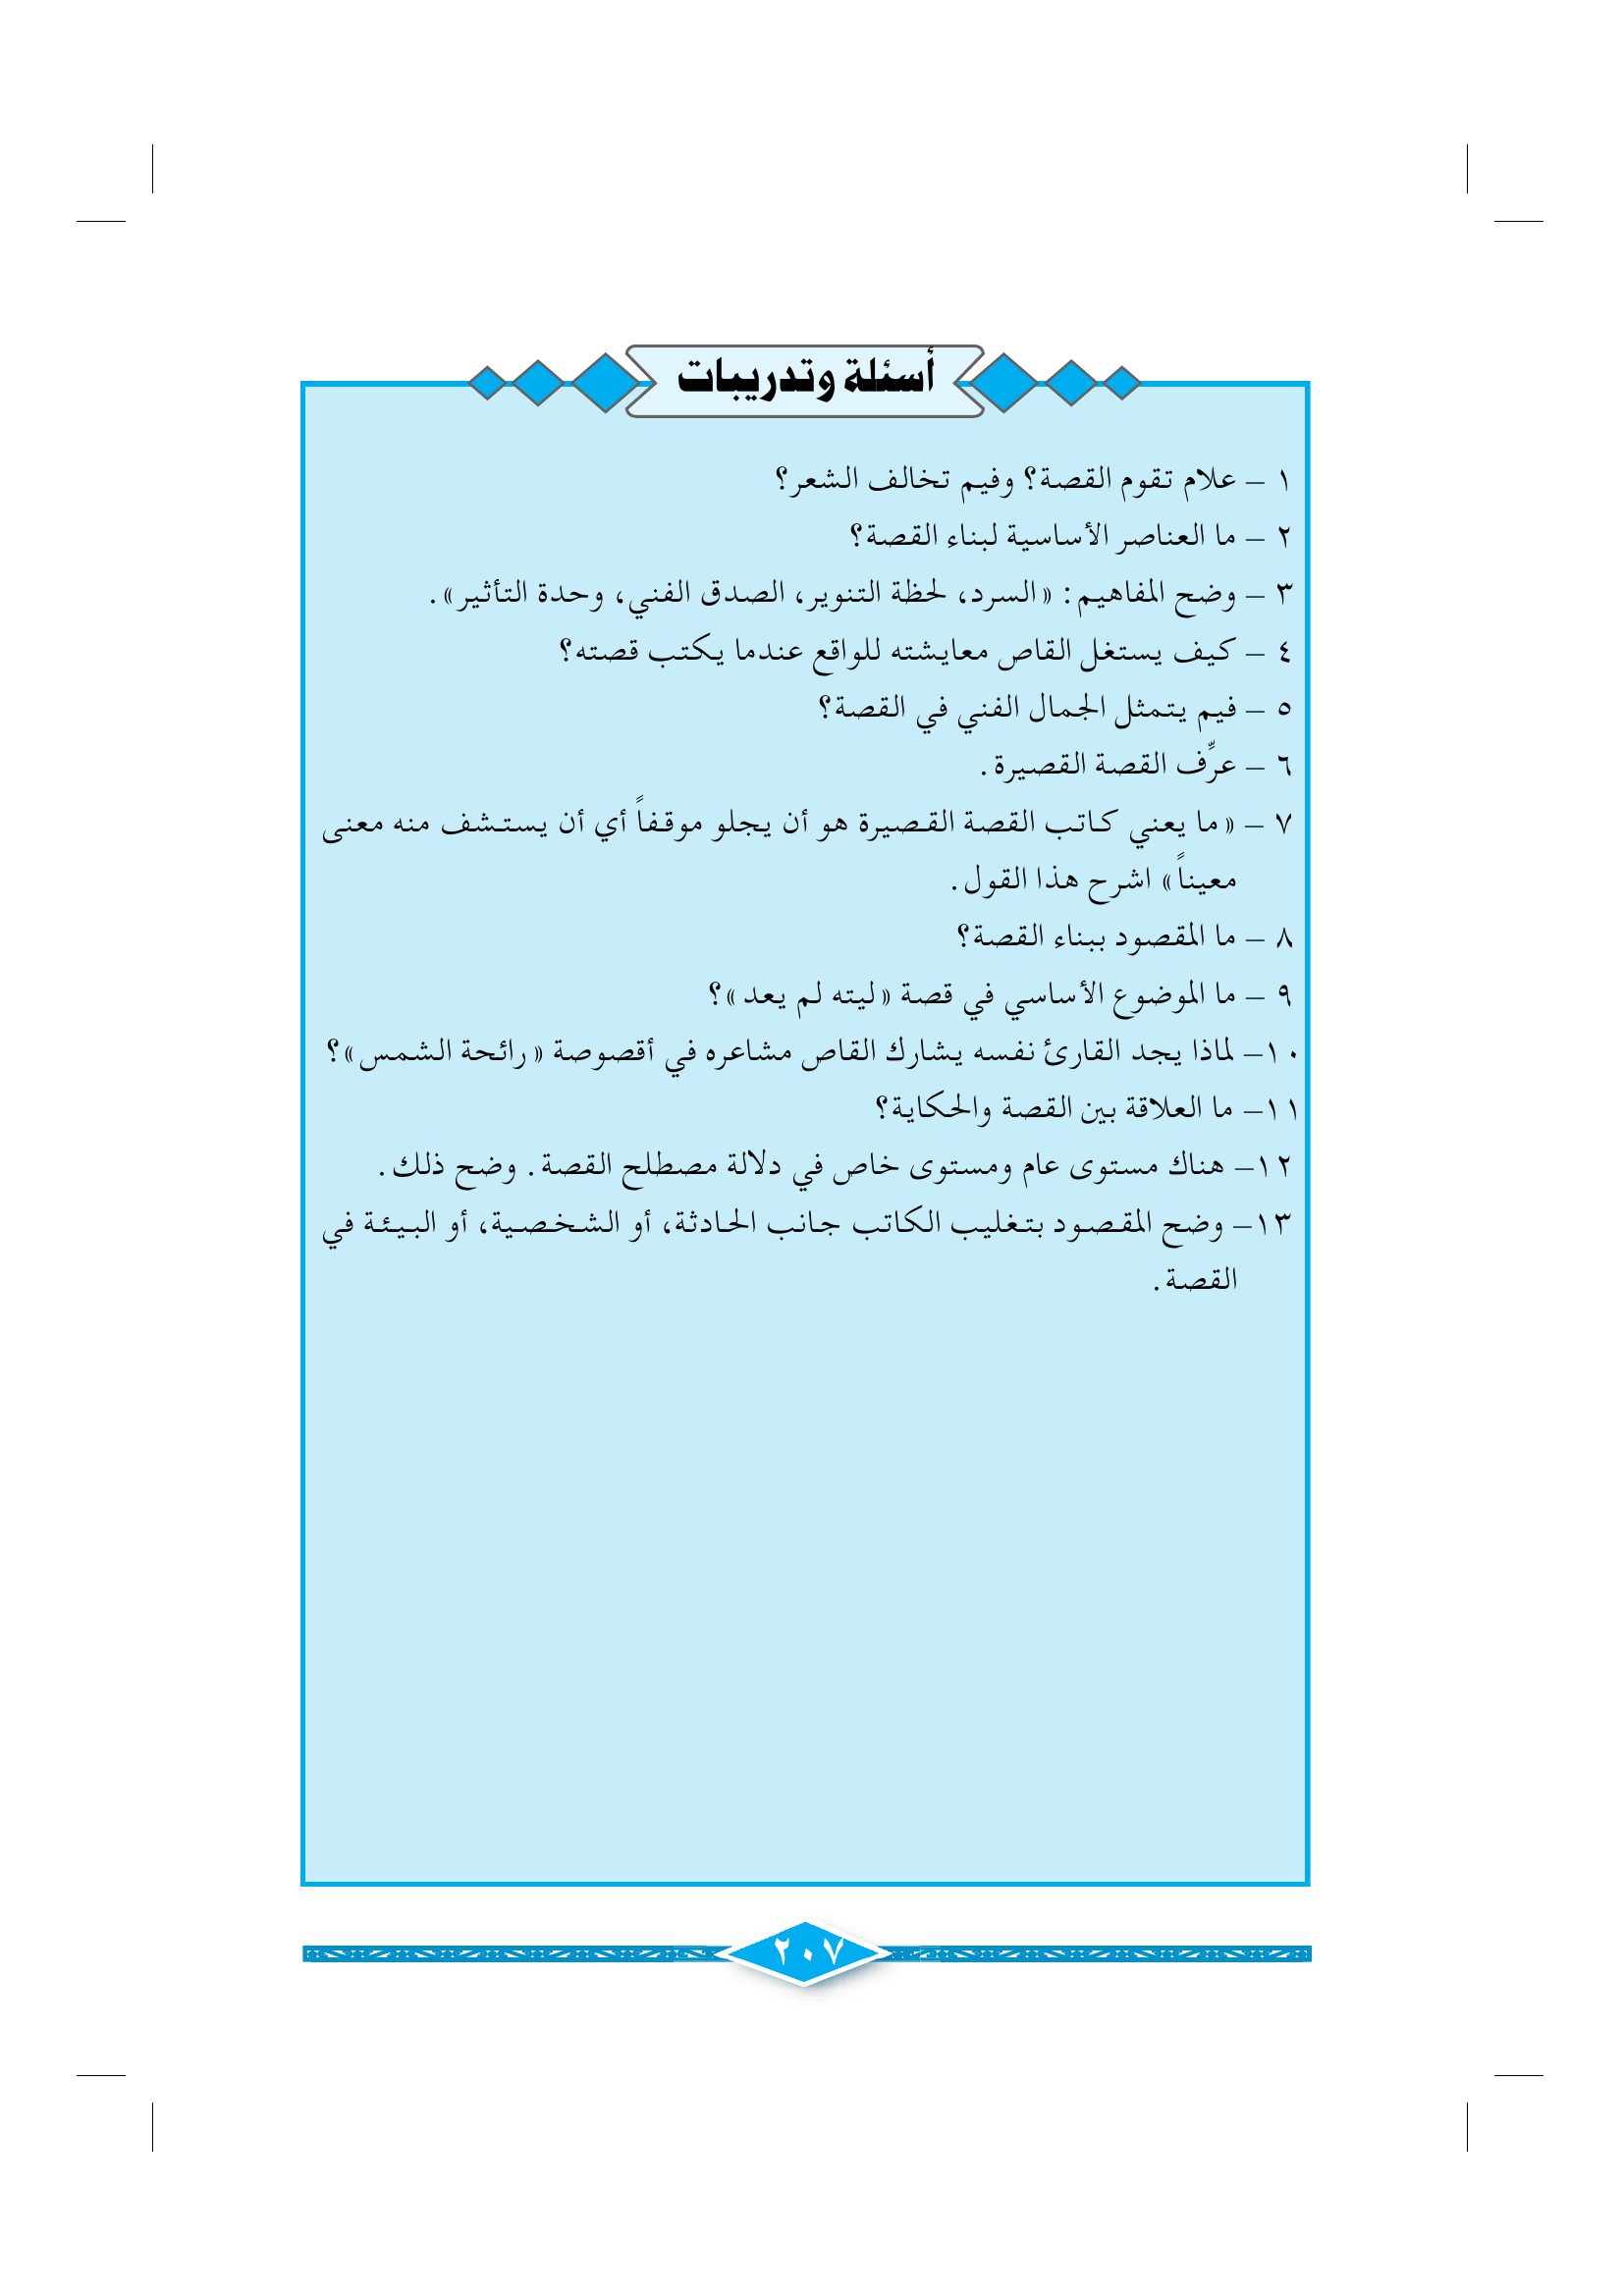 أسئلة وتدريبات
١ – علام تقوم القصة؟ وفيم تخالف الشعر؟
٢ – ما العناصر الأساسية لبناء القصة؟
٣ – وضح المفاهيم: «السرد، لحظة التنوير، الصدق الفني، وحدة التأثير».
٤ – كيف يستغل القاص معايشته للواقع عندما يكتب قصته؟
٥ – فيم يتمثل الجمال الفني في القصة؟
٦ – عرِّف القصة القصيرة.
٧ – «ما يعني كاتب القصة القصيرة هو أن يجلو موقفاً أي أن يستشف منه معنى
معيناً» اشرح هذا القول.
٨ – ما المقصود ببناء القصة؟
٩ – ما الموضوع الأساسي في قصة «ليته لم يعد»؟
١٠– لماذا يجد القارئ نفسه يشارك القاص مشاعره في أقصوصة «رائحة الشمس»؟
١١– ما العلاقة بين القصة والحكاية؟
١٢– هناك مستوى عام ومستوى خاص في دلالة مصطلح القصة. وضح ذلك.
١٣– وضح المقصود بتغليب الكاتب جانب الحادثة، أو الشخصية، أو البيئة في
القصة.
٢٠٧